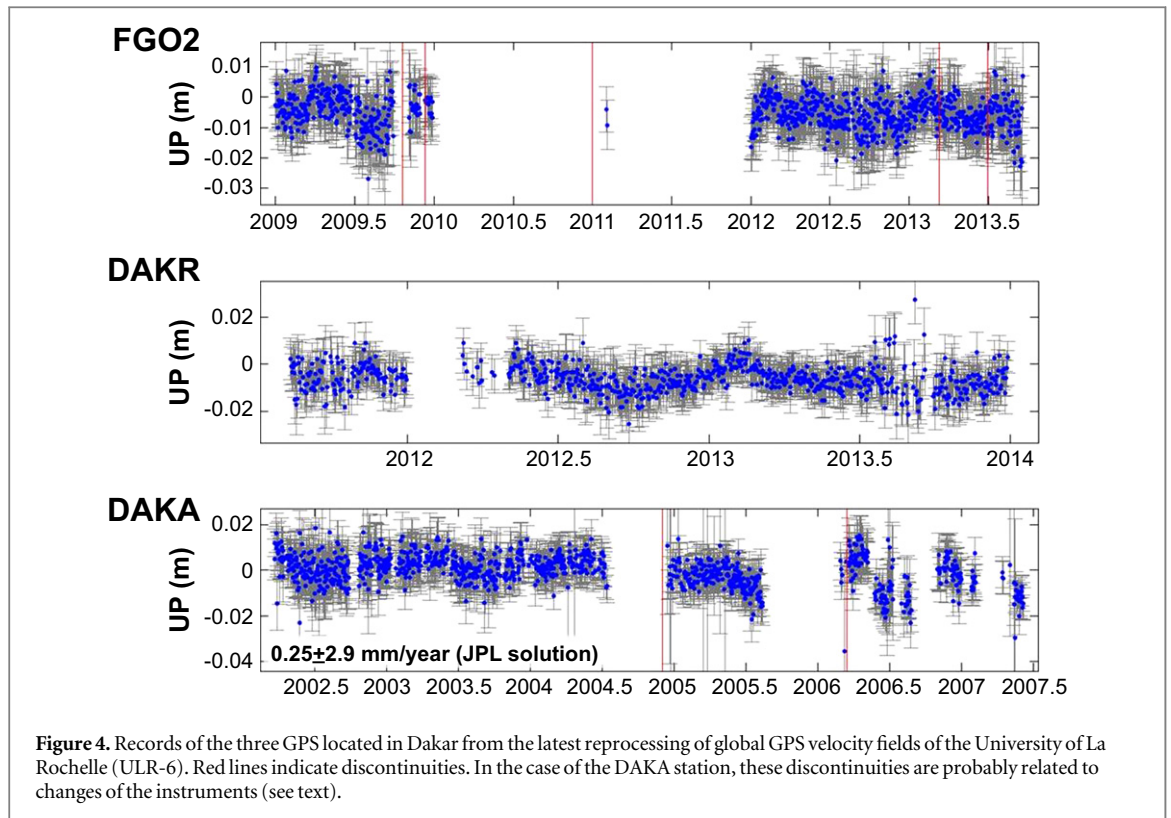 FGO2
UP (m)
0.01
0
-0.01
-0.02
-0.03
2009 2009.5 2010 2010.5 2011 2011.5 2012 2012.5 2013 2013.5
DAKR
UP (m)
0.02
0
-0.02
2012 2012.5 2013 2013.5 2014
DAKA
UP (m)
0.02
0
-0.02
-0.04
0.25±2.9 mm/year (JPL solution)
2002.5 2003 2003.5 2004 2004.5 2005 2005.5 2006 2006.5 2007 2007.5
Figure 4. Records of the three GPS located in Dakar from the latest reprocessing of global GPS velocity fields of the University of La
Rochelle (ULR-6). Red lines indicate discontinuities. In the case of the DAKA station, these discontinuities are probably related to
changes of the instruments (see text).